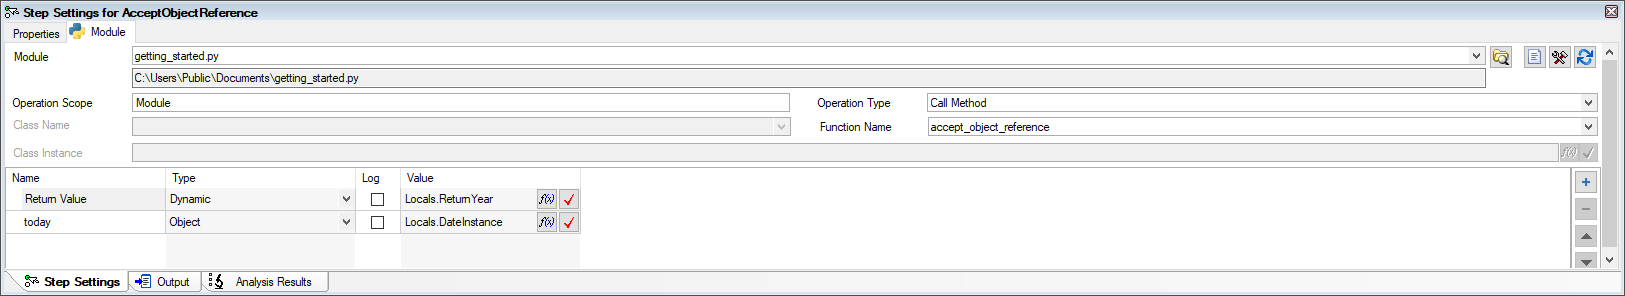 Step Settings for AcceptObjectReference
Properties Module
Module getting_started.py
C:\Users\Public\Documents\getting_started.py
Operation Scope Module Operation Type Call Method
Class Name Function Name accept_object_reference
Class Instance f(x)
Name Type Log Value
Return Value Dynamic Locals.ReturnYear f(x)
today Object Locals.DateInstance f(x)
Step Settings Output Analysis Results